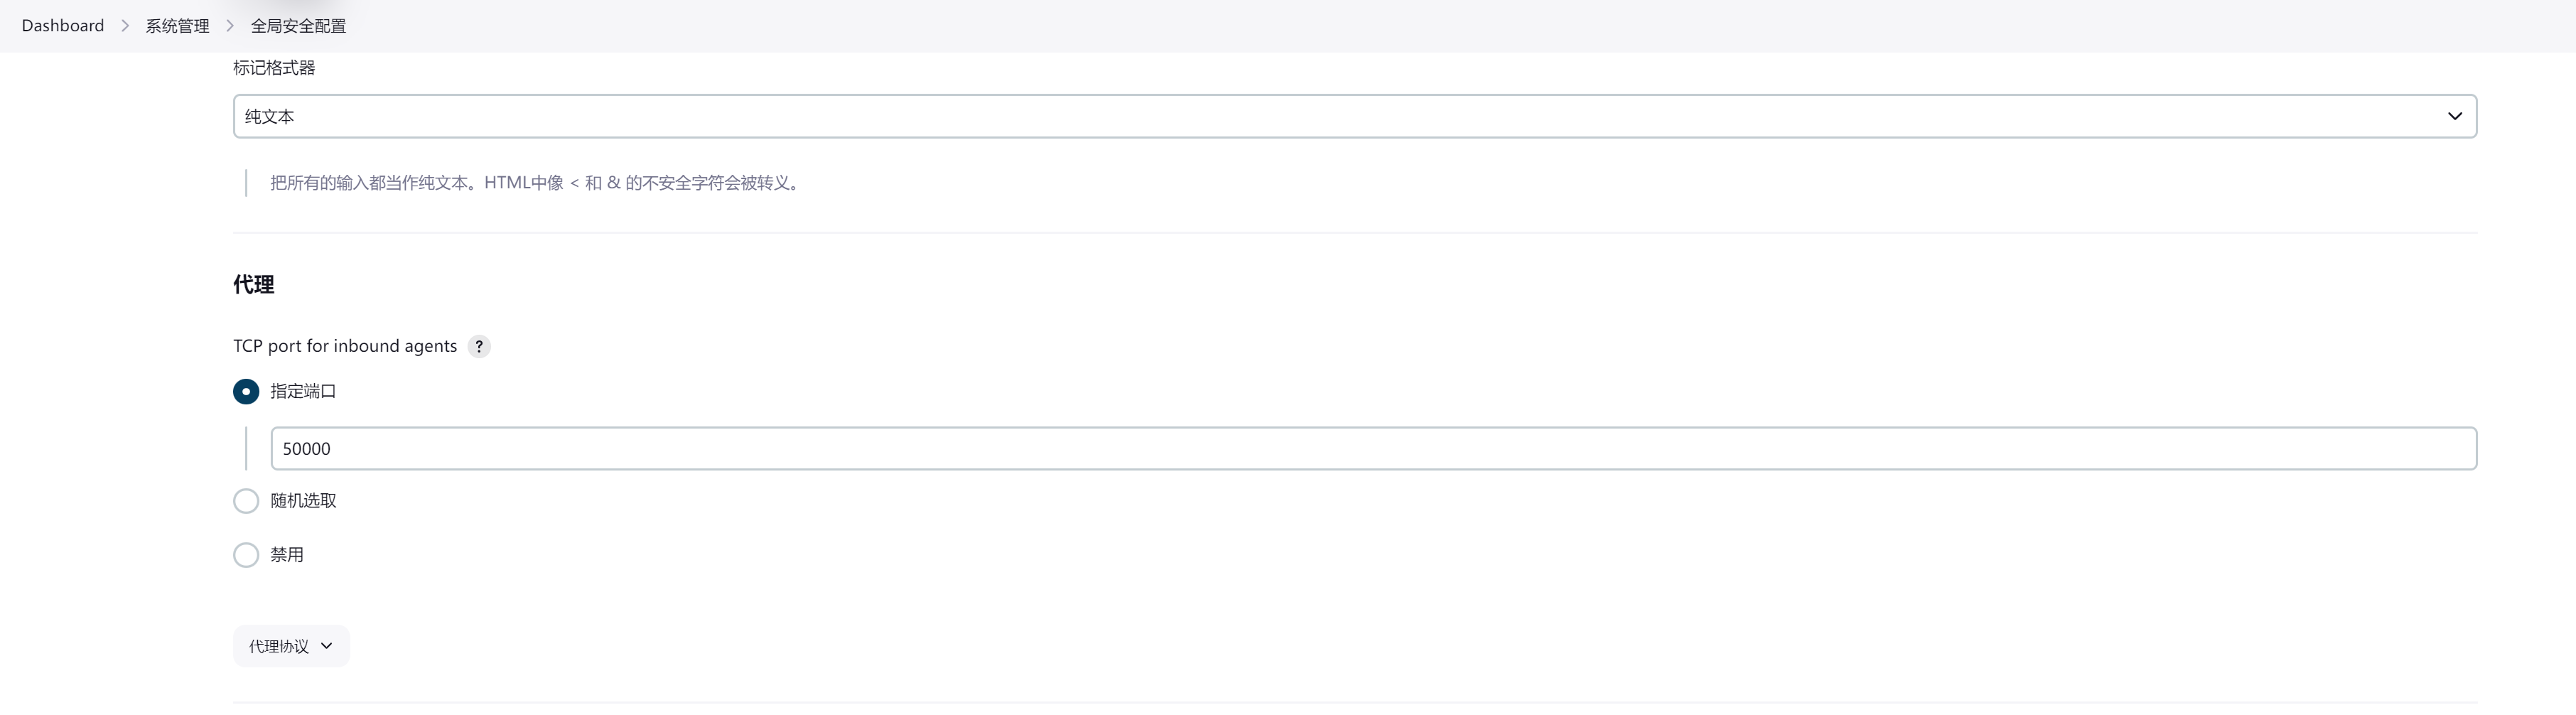 Dashboard > 系统管理 > 全局安全配置
标记格式器
纯文本
把所有的输入都当作纯文本。HTML中像 < 和 & 的不安全字符会被转义。
代理
TCP port for inbound agents ?
指定端口
50000
随机选取
禁用
代理协议